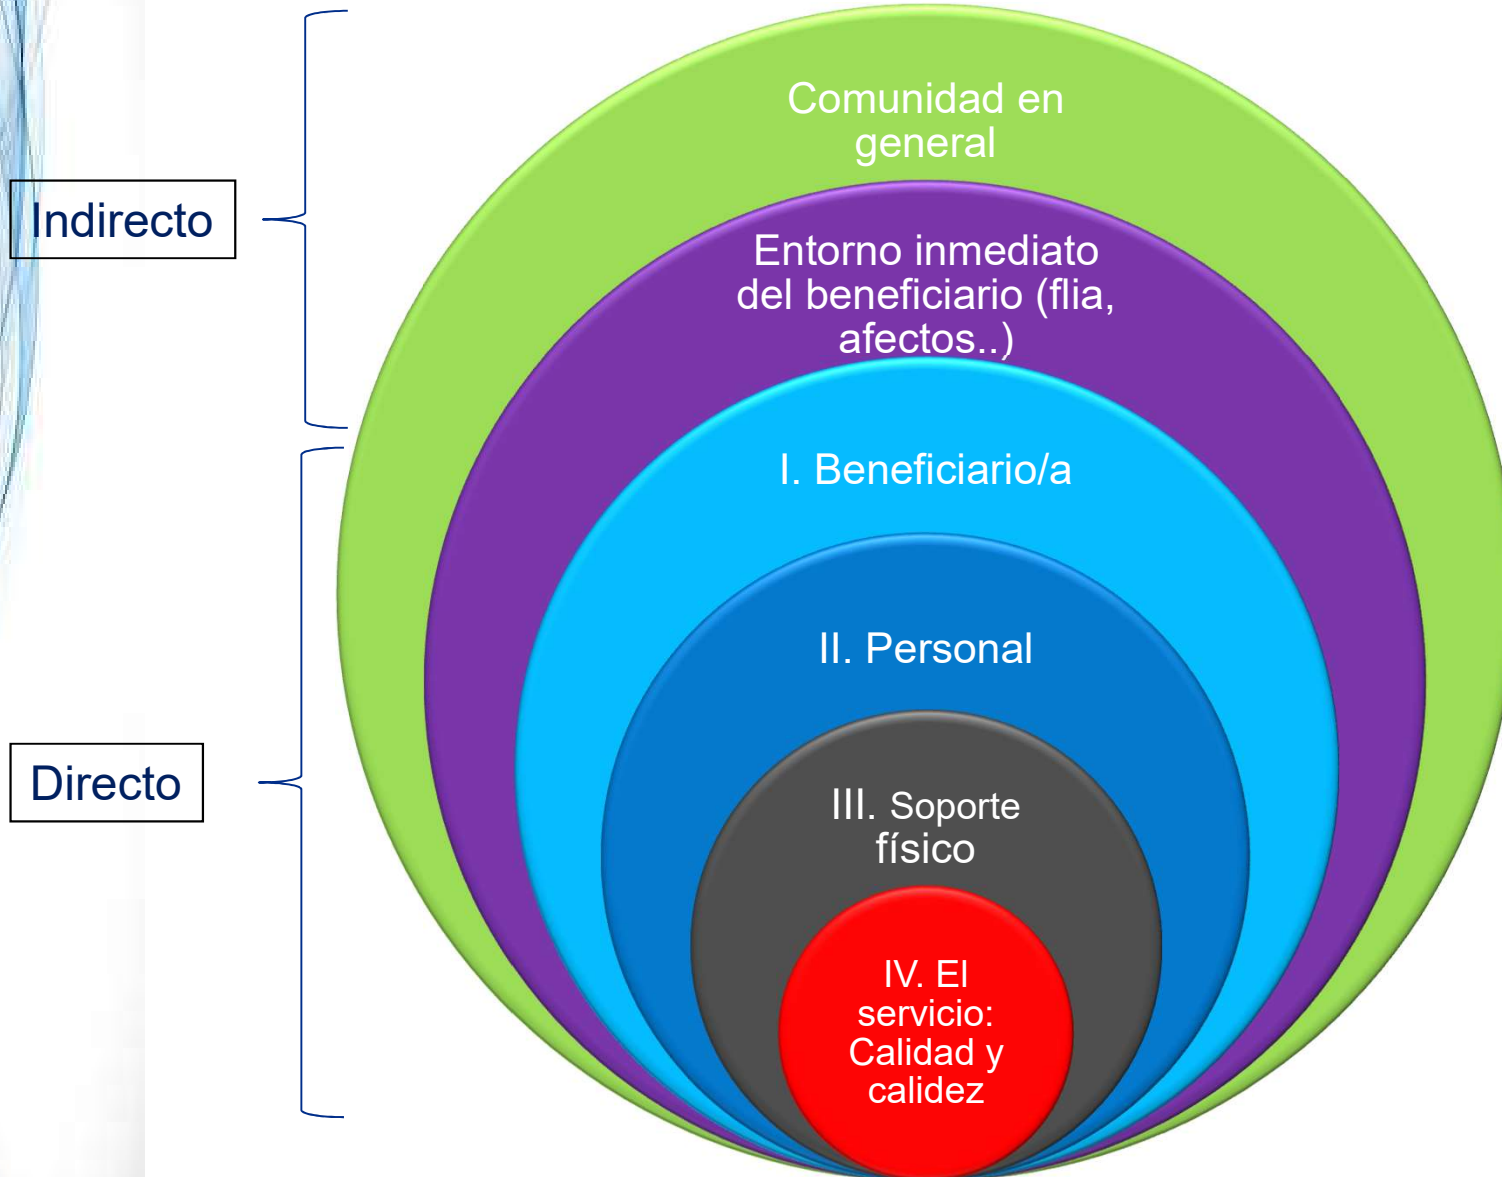 Comunidad en
general
Indirecto
Entorno inmediato
del beneficiario (flia,
afectos..)
I. Beneficiario/a
II. Personal
Directo
III. Soporte
físico
IV. El
servicio:
Calidad y
calidez